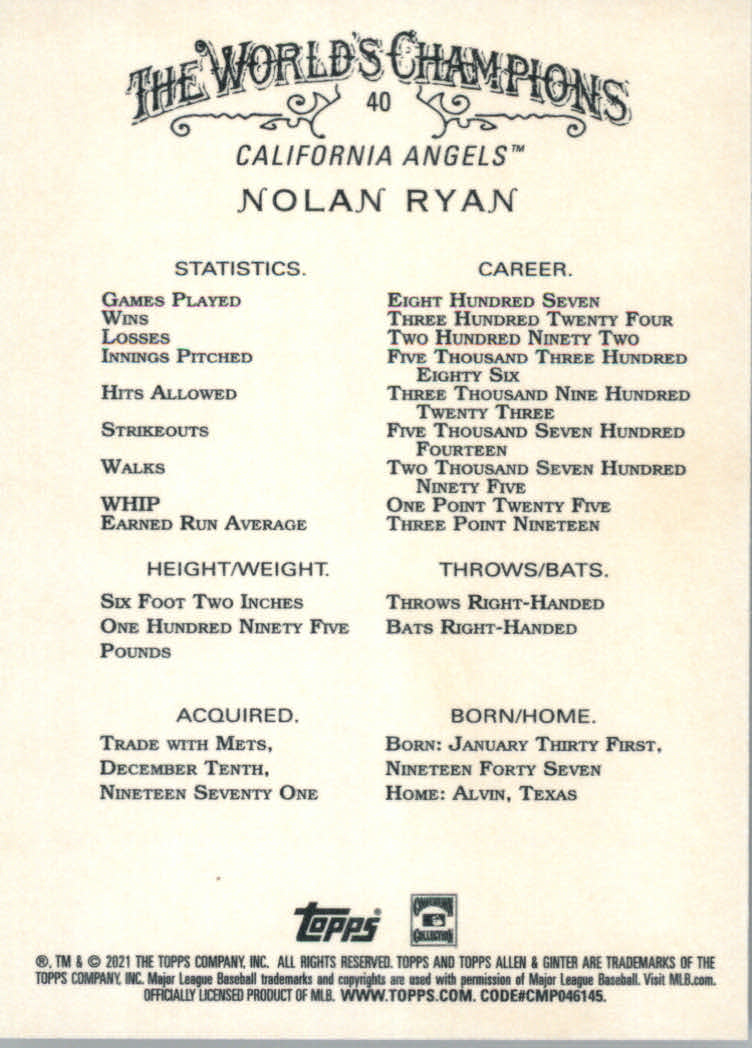 THE WORLD'S CHAMPIONS
40
CALIFORNIA ANGELS™
NOLAN RYAN
STATISTICS. CAREER.
GAMES PLAYED EIGHT HUNDRED SEVEN
WINS THREE HUNDRED TWENTY FOUR
LOSSES TWO HUNDRED NINETY TWO
INNINGS PITCHED FIVE THOUSAND THREE HUNDRED
EIGHTY SIX
HITS ALLOWED THREE THOUSAND NINE HUNDRED
TWENTY THREE
STRIKEOUTS FIVE THOUSAND SEVEN HUNDRED
FOURTEEN
WALKS TWO THOUSAND SEVEN HUNDRED
NINETY FIVE
WHIP ONE POINT TWENTY FIVE
EARNED RUN AVERAGE THREE POINT NINETEEN
HEIGHT/WEIGHT.
SIX FOOT TWO INCHES
ONE HUNDRED NINETY FIVE
POUNDS
THROWS/BATS.
THROWS RIGHT-HANDED
BATS RIGHT-HANDED
ACQUIRED.
TRADE WITH METS,
DECEMBER TENTH,
NINETEEN SEVENTY ONE
BORN/HOME.
BORN: JANUARY THIRTY FIRST,
NINETEEN FORTY SEVEN
HOME: ALVIN, TEXAS
Topps®
COOPERSTOWN
COLLECTION
®, TM & © 2021 THE TOPPS COMPANY, INC. ALL RIGHTS RESERVED. TOPPS AND TOPPS ALLEN & GINTER ARE TRADEMARKS OF THE
TOPPS COMPANY, INC. Major League Baseball trademarks and copyrights are used with permission of Major League Baseball. Visit MLB.com.
OFFICIALLY LICENSED PRODUCT OF MLB. WWW.TOPPS.COM. CODE#CMP046145.